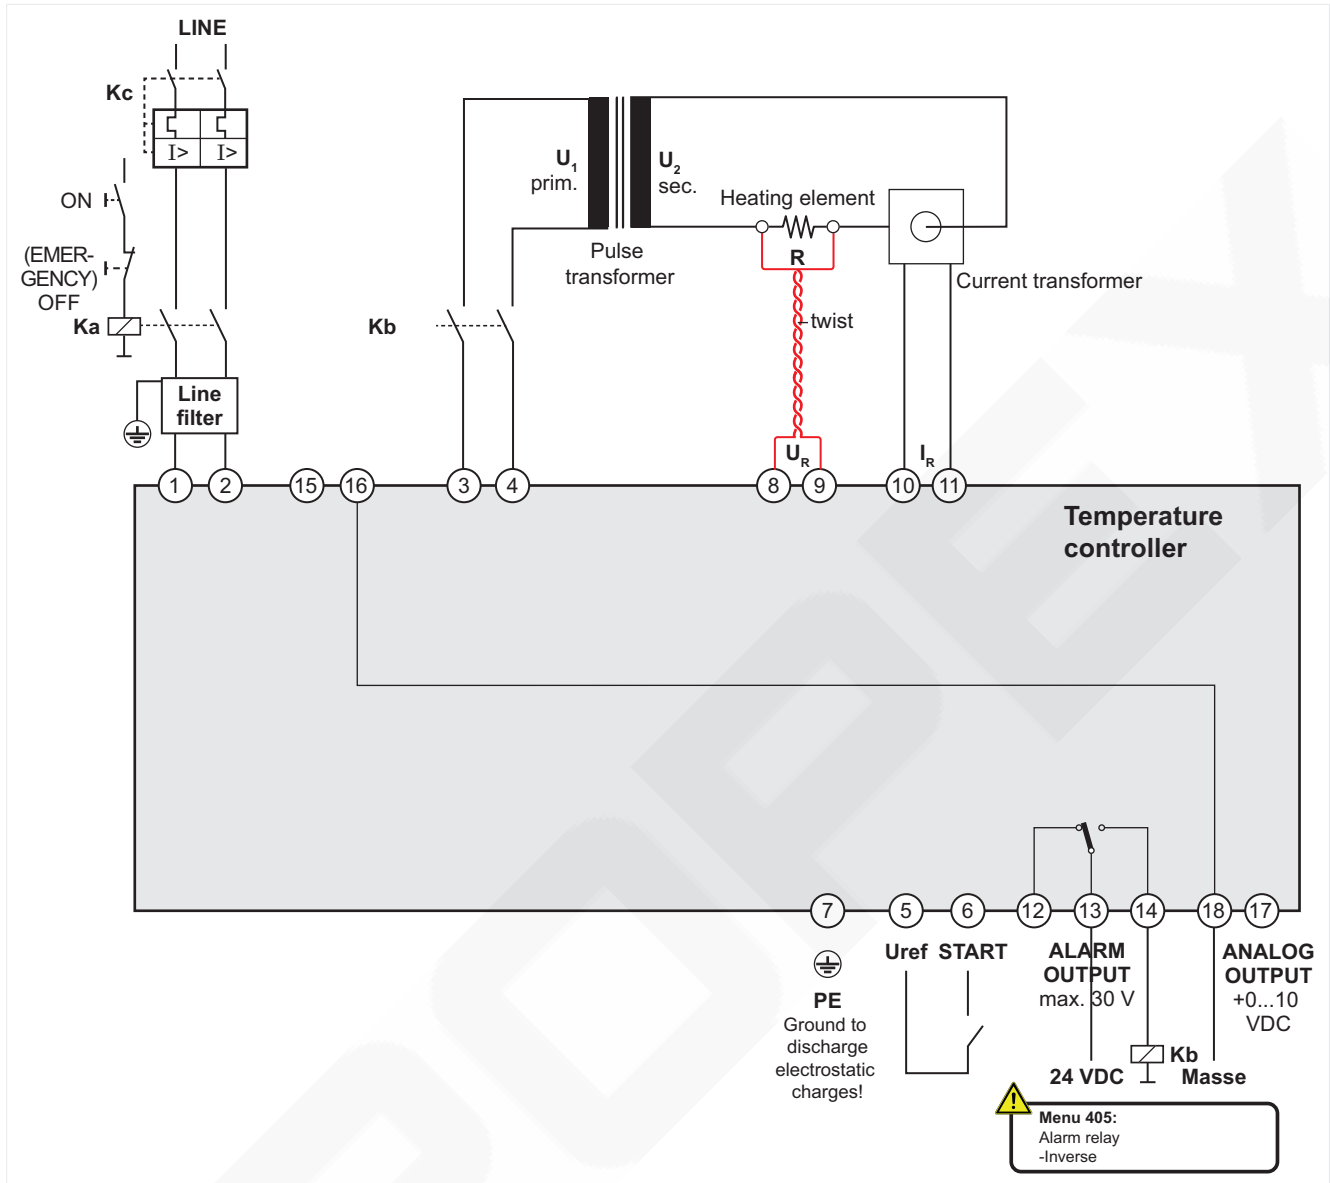 LINE
Kc
I> I>
ON
(EMER-
GENCY)
OFF
Ka
Line
filter
Kb
U1
prim.
U2
sec.
Pulse
transformer
Heating element
R
Current transformer
twist
UR
IR
1 2 15 16 3 4 8 9 10 11
Temperature
controller
7 5 6 12 13 14 18 17
PE
Ground to
discharge
electrostatic
charges!
Uref START
ALARM
OUTPUT
max. 30 V
ANALOG
OUTPUT
+0...10
VDC
24 VDC
Kb
Masse
Menu 405:
Alarm relay
-Inverse
ROPEX